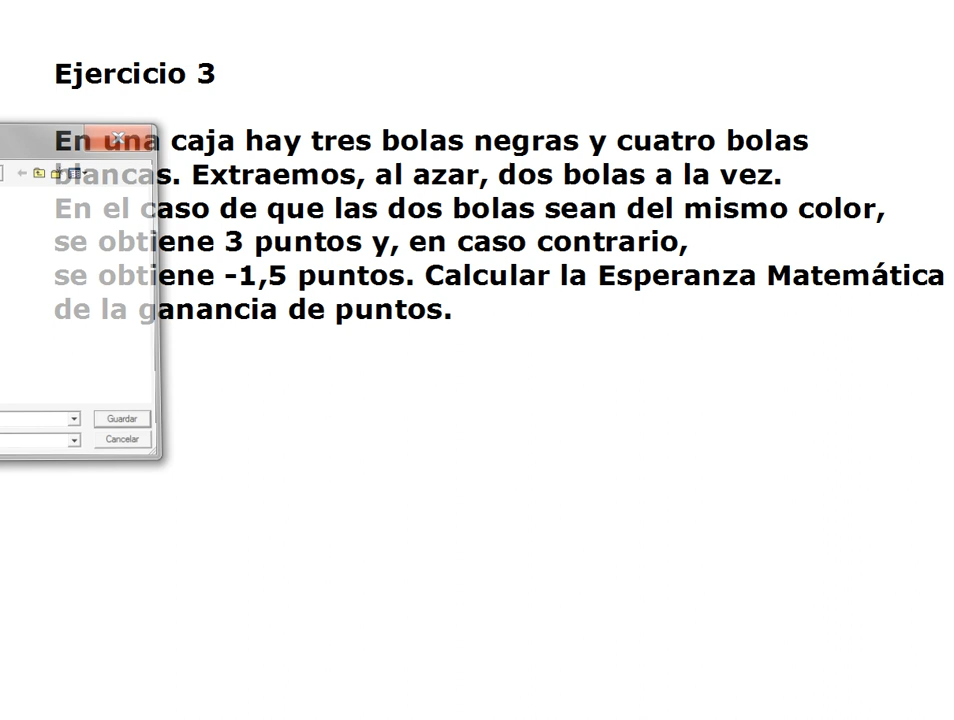 Ejercicio 3
En una caja hay tres bolas negras y cuatro bolas
blancas. Extraemos, al azar, dos bolas a la vez.
En el caso de que las dos bolas sean del mismo color,
se obtiene 3 puntos y, en caso contrario,
se obtiene -1,5 puntos. Calcular la Esperanza Matemática
de la ganancia de puntos.
Guardar
Cancelar